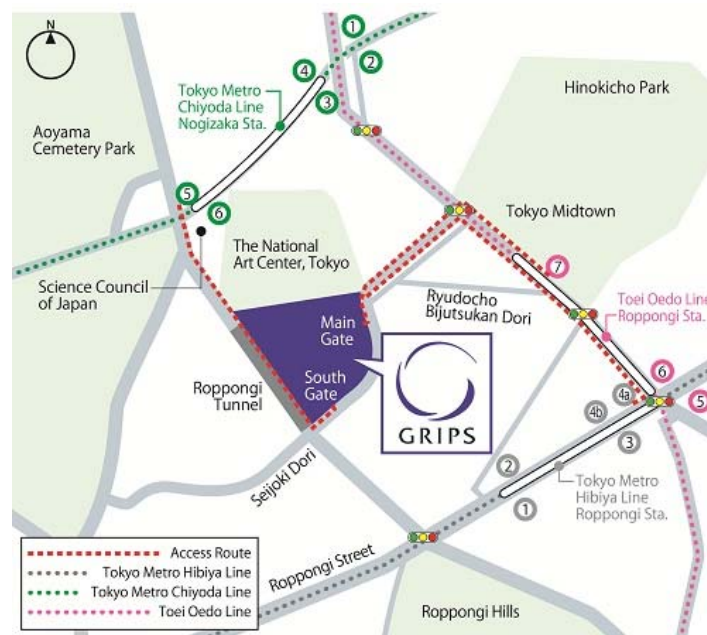 N
1
2
4
3
Tokyo Metro
Chiyoda Line
Nogizaka Sta.
Hinokicho Park
Aoyama
Cemetery Park
5
6
Tokyo Midtown
The National
Art Center, Tokyo
7
Science Council
of Japan
Ryudocho
Bijutsukan Dori
Toei Oedo Line
Roppongi Sta.
Main
Gate
Roppongi
Tunnel
South
Gate
GRIPS
6
5
4a
4b
3
2
1
Seijoki Dori
Tokyo Metro
Hibiya Line
Roppongi Sta.
Roppongi Street
Roppongi Hills
Access Route
Tokyo Metro Hibiya Line
Tokyo Metro Chiyoda Line
Toei Oedo Line